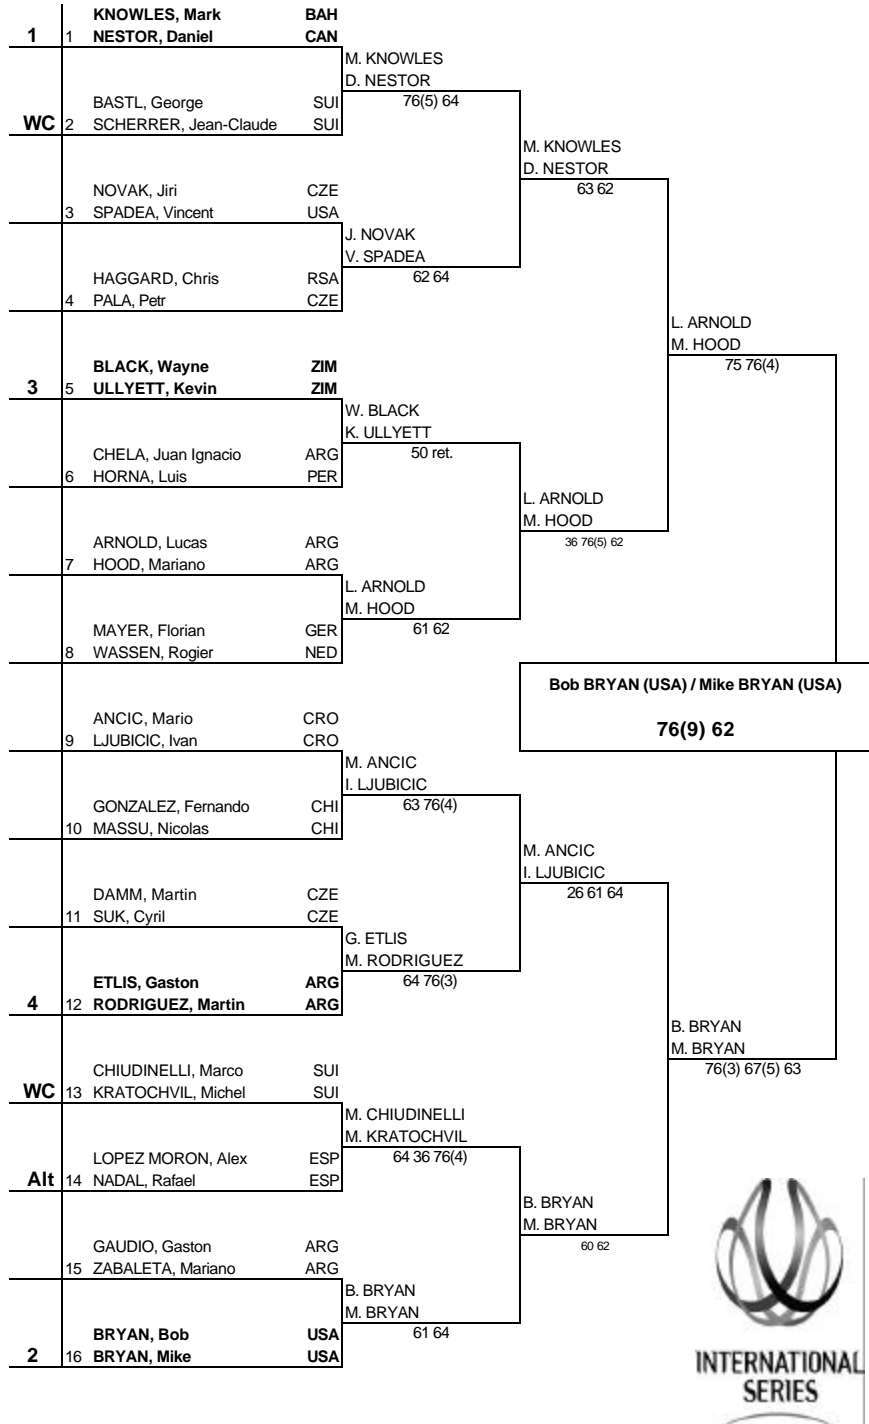 KNOWLES, Mark BAH
1 1 NESTOR, Daniel CAN
M. KNOWLES
D. NESTOR
BASTL, George SUI 76(5) 64
WC 2 SCHERRER, Jean-Claude SUI
M. KNOWLES
D. NESTOR
NOVAK, Jiri CZE 63 62
3 SPADEA, Vincent USA
J. NOVAK
V. SPADEA
HAGGARD, Chris RSA 62 64
4 PALA, Petr CZE
L. ARNOLD
M. HOOD
BLACK, Wayne ZIM 75 76(4)
3 5 ULLYETT, Kevin ZIM
W. BLACK
K. ULLYETT
CHELA, Juan Ignacio ARG 50 ret.
6 HORNA, Luis PER
L. ARNOLD
M. HOOD
ARNOLD, Lucas ARG 36 76(5) 62
7 HOOD, Mariano ARG
L. ARNOLD
M. HOOD
MAYER, Florian GER 61 62
8 WASSEN, Rogier NED
Bob BRYAN (USA) / Mike BRYAN (USA)
ANCIC, Mario CRO
76(9) 62
9 LJUBICIC, Ivan CRO
M. ANCIC
I. LJUBICIC
GONZALEZ, Fernando CHI 63 76(4)
10 MASSU, Nicolas CHI
M. ANCIC
I. LJUBICIC
DAMM, Martin CZE 26 61 64
11 SUK, Cyril CZE
G. ETLIS
M. RODRIGUEZ
ETLIS, Gaston ARG 64 76(3)
4 12 RODRIGUEZ, Martin ARG
B. BRYAN
M. BRYAN
CHIUDINELLI, Marco SUI 76(3) 67(5) 63
WC 13 KRATOCHVIL, Michel SUI
M. CHIUDINELLI
M. KRATOCHVIL
LOPEZ MORON, Alex ESP 64 36 76(4)
Alt 14 NADAL, Rafael ESP
B. BRYAN
M. BRYAN
GAUDIO, Gaston ARG 60 62
15 ZABALETA, Mariano ARG
B. BRYAN
M. BRYAN
BRYAN, Bob USA 61 64
2 16 BRYAN, Mike USA
INTERNATIONAL
SERIES